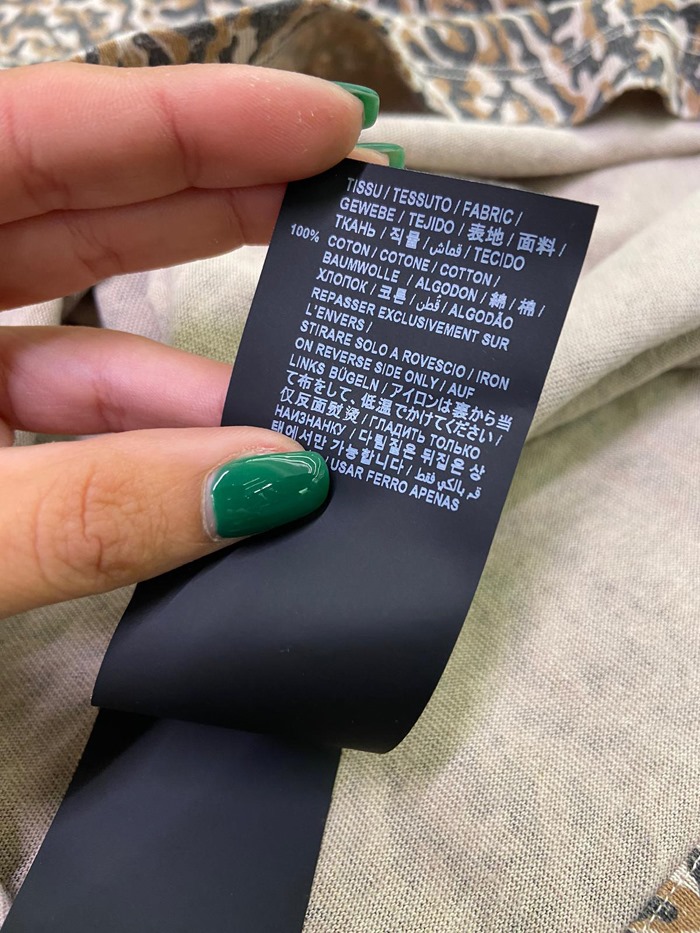 TISSU / TESSUTO / FABRIC /
GEWEBE / TEJIDO / 表地 / 面料 /
ТКАНЬ / 직물 / قماش / TECIDO
100% COTON / COTONE / COTTON /
BAUMWOLLE / ALGODON / 綿 / 棉 /
ХЛОПОК / 코튼 / قطن / ALGODÃO
REPASSER EXCLUSIVEMENT SUR
L'ENVERS /
STIRARE SOLO A ROVESCIO / IRON
ON REVERSE SIDE ONLY / AUF
LINKS BÜGELN / アイロンは裏から当
て布をして、低温でかけてください /
仅反面熨烫 / ГЛАДИТЬ ТОЛЬКО
НАИЗНАНКУ / 다림질은 뒤집은 상
태에서만 가능합니다 / قم بالكي فقط
/ USAR FERRO APENAS